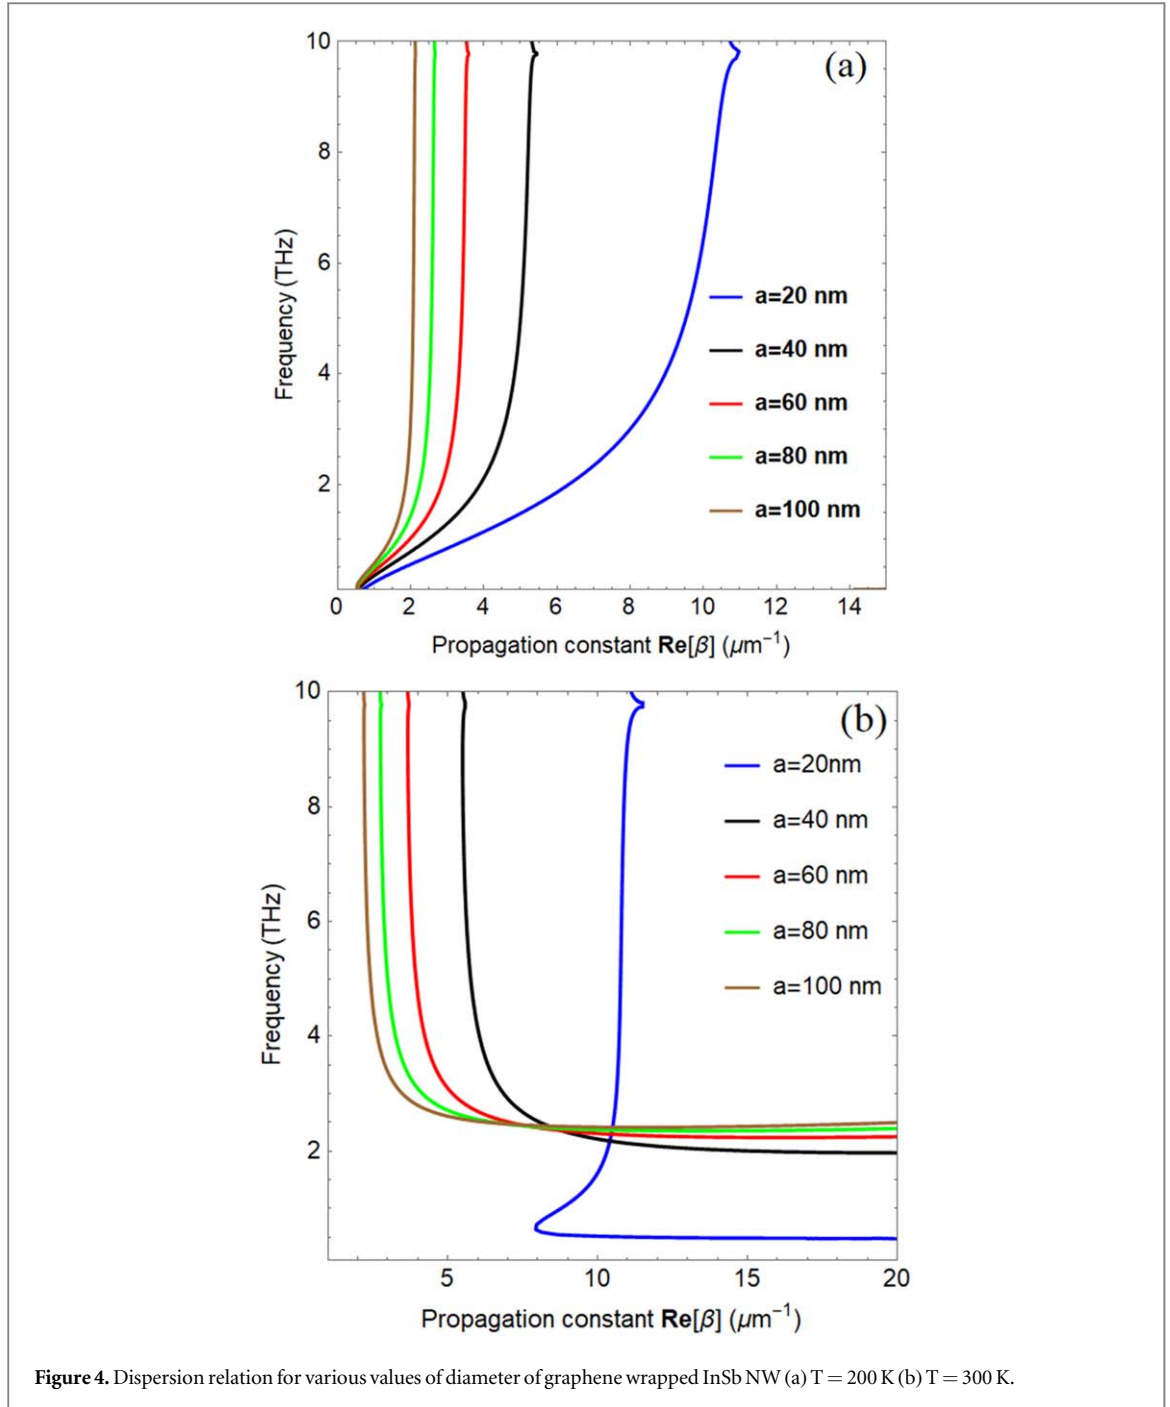 10
(a)
8
6
4
2
Frequency (THz)
a=20 nm
a=40 nm
a=60 nm
a=80 nm
a=100 nm
0 2 4 6 8 10 12 14
Propagation constant Re[β] (μm⁻¹)
10
(b)
8
6
4
2
Frequency (THz)
a=20nm
a=40 nm
a=60 nm
a=80 nm
a=100 nm
5 10 15 20
Propagation constant Re[β] (μm⁻¹)
Figure 4. Dispersion relation for various values of diameter of graphene wrapped InSb NW (a) T = 200 K (b) T = 300 K.